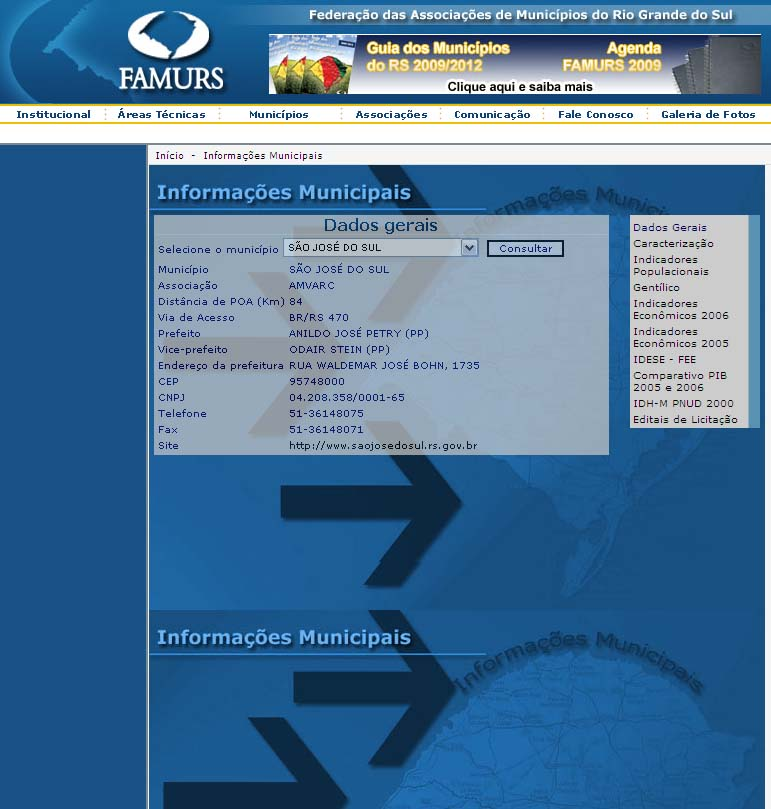 Federação das Associações de Municípios do Rio Grande do Sul
FAMURS
Guia dos Municípios
do RS 2009/2012
Agenda
FAMURS 2009
Clique aqui e saiba mais
Institucional Áreas Técnicas Municípios Associações Comunicação Fale Conosco Galeria de Fotos
Início - Informações Municipais
Informações Municipais
Informações Municipais
Dados gerais
Selecione o município SÃO JOSÉ DO SUL Consultar
Município SÃO JOSÉ DO SUL
Associação AMVARC
Distância de POA (Km) 84
Via de Acesso BR/RS 470
Prefeito ANILDO JOSÉ PETRY (PP)
Vice-prefeito ODAIR STEIN (PP)
Endereço da prefeitura RUA WALDEMAR JOSÉ BOHN, 1735
CEP 95748000
CNPJ 04.208.358/0001-65
Telefone 51-36148075
Fax 51-36148071
Site http://www.saojosedosul.rs.gov.br
Dados Gerais
Caracterização
Indicadores
Populacionais
Gentílico
Indicadores
Econômicos 2006
Indicadores
Econômicos 2005
IDESE - FEE
Comparativo PIB
2005 e 2006
IDH-M PNUD 2000
Editais de Licitação
Informações Municipais
Informações Municipais